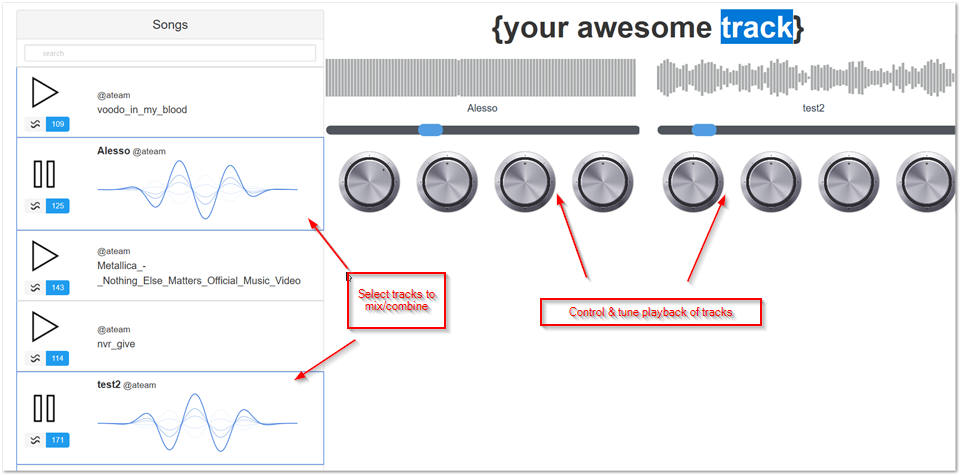 Songs
search
@ateam
voodo_in_my_blood
109
Alesso @ateam
125
@ateam
Metallica_-
_Nothing_Else_Matters_Official_Music_Video
143
@ateam
nvr_give
114
test2 @ateam
171
{your awesome track}
Alesso
test2
Select tracks to
mix/combine
Control & tune playback of tracks